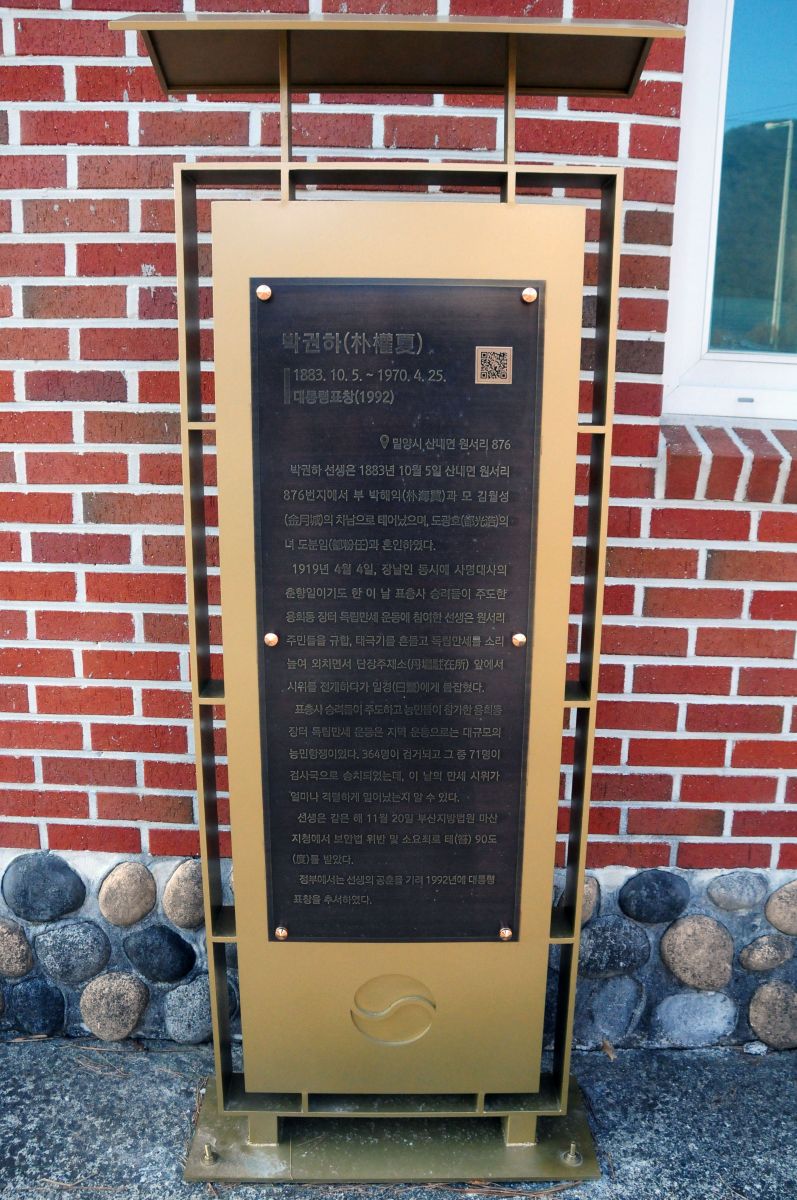 박권하(朴權夏)
1883. 10. 5. ~ 1970. 4. 25.
대통령표창(1992)
밀양시 산내면 원서리 876
박권하 선생은 1883년 10월 5일 산내면 원서리
876번지에서 부 박해익(朴海翼)과 모 김월성
(金月城)의 차남으로 태어났으며, 도광호(都光浩)의
녀 도분임(都粉任)과 혼인하였다.
1919년 4월 4일, 장날인 동시에 사명대사의
춘향일이기도 한 이 날 표충사 승려들이 주도한
용회동 장터 독립만세 운동에 참여한 선생은 원서리
주민들을 규합, 태극기를 흔들고 독립만세를 소리
높여 외치면서 단장주재소(丹場駐在所) 앞에서
시위를 전개하다가 일경(日警)에게 붙잡혔다.
표충사 승려들이 주도하고 농민들이 참가한 용회동
장터 독립만세 운동은 지역 운동으로는 대규모의
농민항쟁이었다. 364명이 검거되고 그 중 71명이
검사국으로 송치되었는데, 이 날의 만세 시위가
얼마나 격렬하게 일어났는지 알 수 있다.
선생은 같은 해 11월 20일 부산지방법원 마산
지청에서 보안법 위반 및 소요죄로 태(笞) 90도
(度)를 받았다.
정부에서는 선생의 공훈을 기려 1992년에 대통령
표창을 추서하였다.